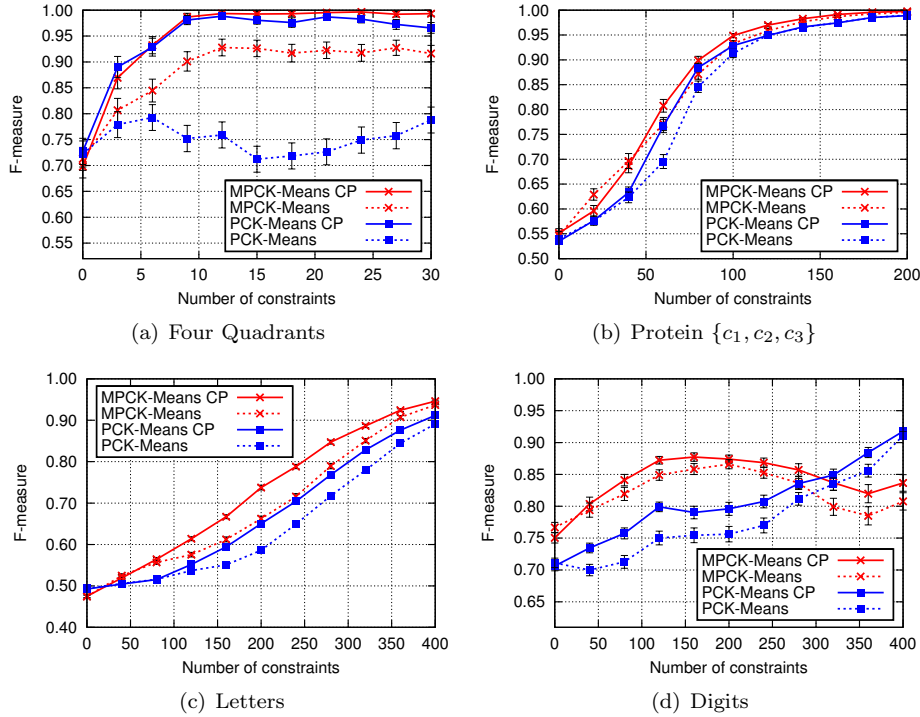 1.00
0.95
0.90
0.85
0.80
0.75
0.70
0.65
0.60
0.55
F-measure
MPCK-Means CP
MPCK-Means
PCK-Means CP
PCK-Means
0 5 10 15 20 25 30
Number of constraints
(a) Four Quadrants
1.00
0.95
0.90
0.85
0.80
0.75
0.70
0.65
0.60
0.55
0.50
F-measure
MPCK-Means CP
MPCK-Means
PCK-Means CP
PCK-Means
0 50 100 150 200
Number of constraints
(b) Protein {c₁, c₂, c₃}
1.00
0.90
0.80
0.70
0.60
0.50
0.40
F-measure
MPCK-Means CP
MPCK-Means
PCK-Means CP
PCK-Means
0 50 100 150 200 250 300 350 400
Number of constraints
(c) Letters
1.00
0.95
0.90
0.85
0.80
0.75
0.70
0.65
F-measure
MPCK-Means CP
MPCK-Means
PCK-Means CP
PCK-Means
0 50 100 150 200 250 300 350 400
Number of constraints
(d) Digits